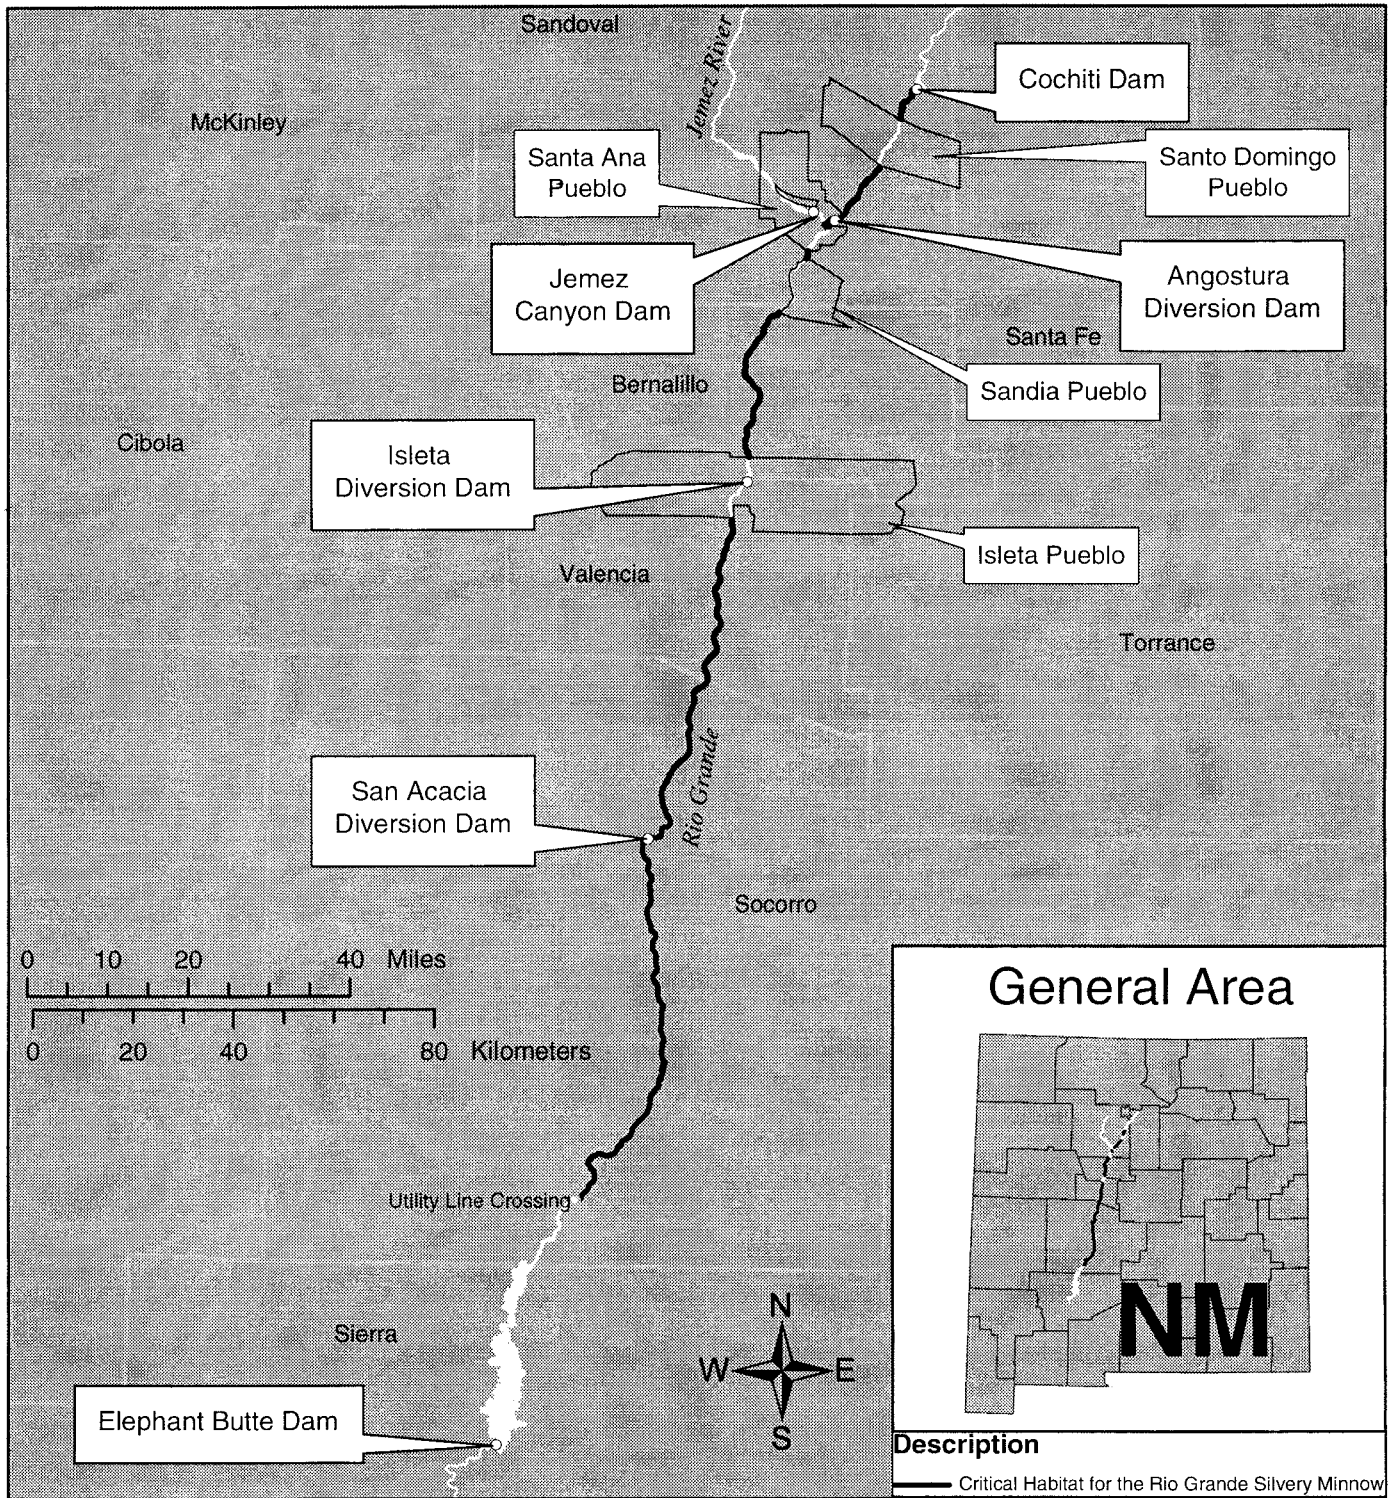 Sandoval
Jemez River
Cochiti Dam
McKinley
Santa Ana
Pueblo
Santo Domingo
Pueblo
Jemez
Canyon Dam
Angostura
Diversion Dam
Santa Fe
Bernalillo
Sandia Pueblo
Cibola
Isleta
Diversion Dam
Isleta Pueblo
Valencia
Torrance
Rio Grande
San Acacia
Diversion Dam
Socorro
0 10 20 40 Miles
0 20 40 80 Kilometers
General Area
NM
Utility Line Crossing
Sierra
N
W E
S
Elephant Butte Dam
Description
Critical Habitat for the Rio Grande Silvery Minnow